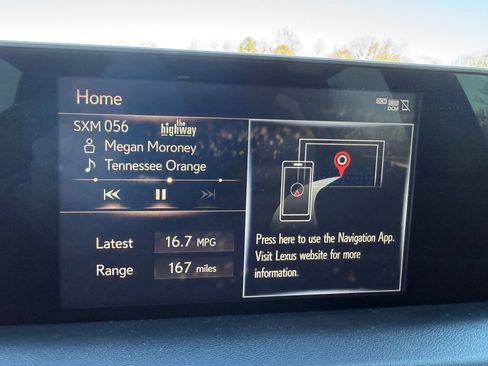 Home
DCM
SXM 056
the highway
Megan Moroney
Tennessee Orange
Latest 16.7 MPG
Range 167 miles
Press here to use the Navigation App.
Visit Lexus website for more
information.